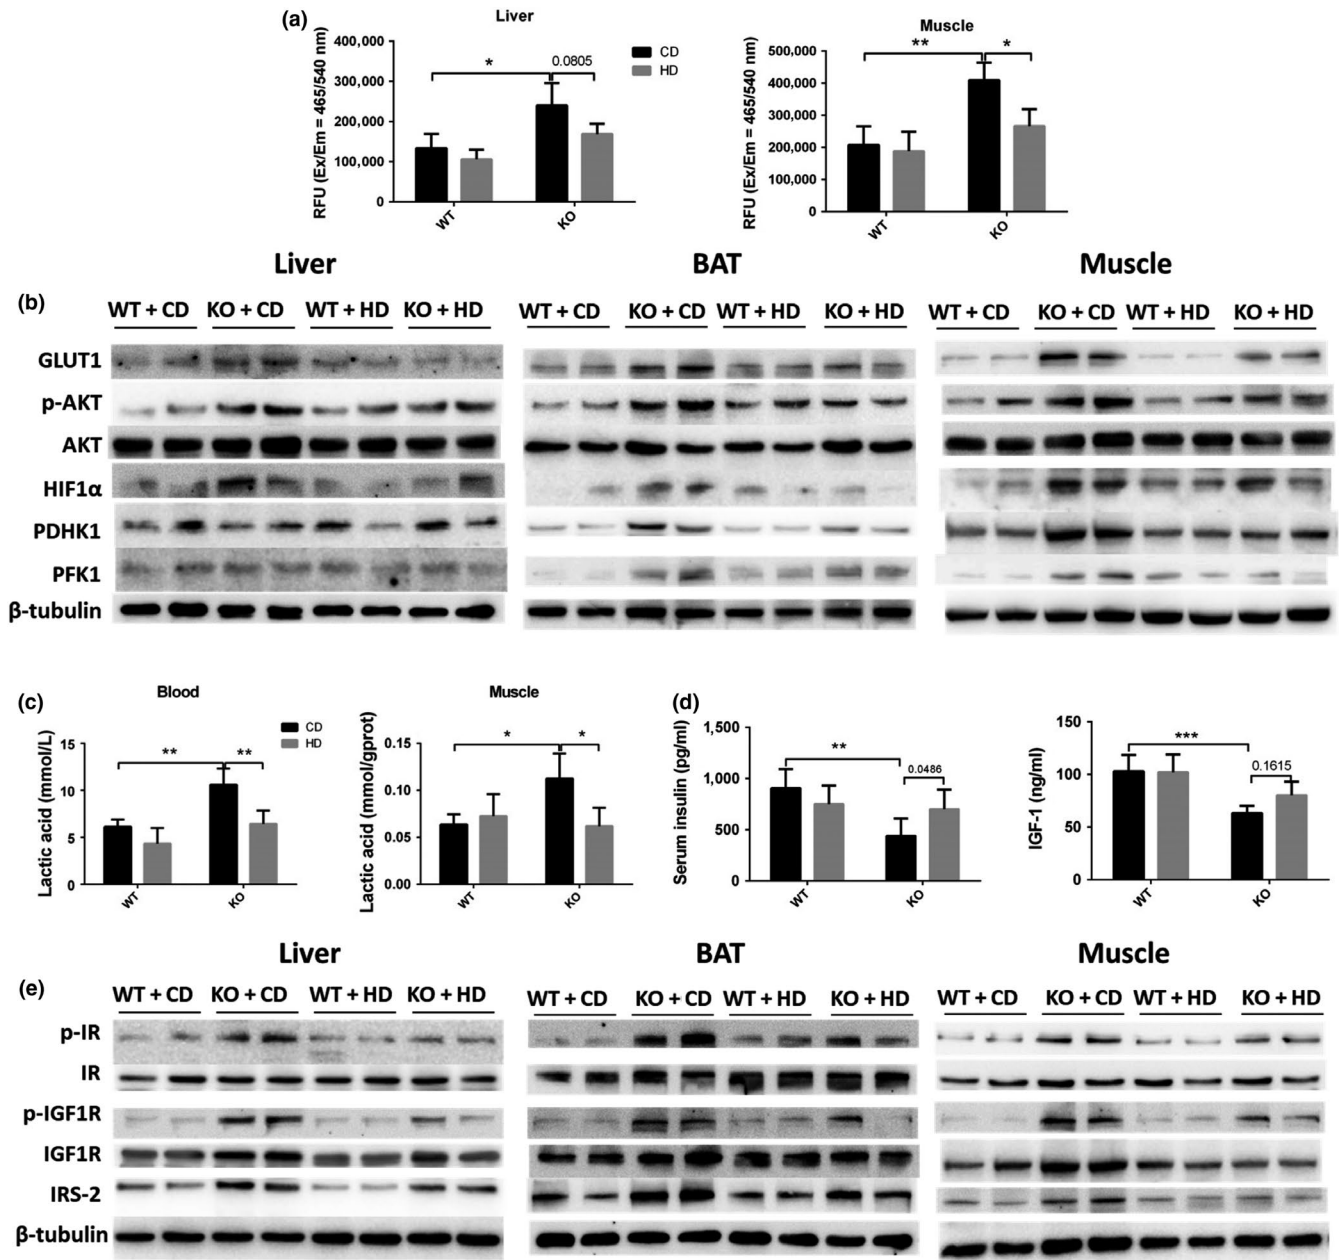 (a)
Liver
RFU (Ex/Em = 465/540 nm)
400,000
300,000
200,000
100,000
0
*
0.0805
CD
HD
WT
KO
Muscle
RFU (Ex/Em = 465/540 nm)
500,000
400,000
300,000
200,000
100,000
0
**
*
WT
KO
Liver
BAT
Muscle
(b)
WT + CD KO + CD WT + HD KO + HD
WT + CD KO + CD WT + HD KO + HD
WT + CD KO + CD WT + HD KO + HD
GLUT1
p-AKT
AKT
HIF1α
PDHK1
PFK1
β-tubulin
(c)
Blood
Lactic acid (mmol/L)
15
10
5
0
**
**
CD
HD
WT
KO
Muscle
Lactic acid (mmol/gprot)
0.15
0.10
0.05
0.00
*
*
WT
KO
(d)
Serum insulin (pg/ml)
1,500
1,000
500
0
**
0.0486
WT
KO
IGF-1 (ng/ml)
150
100
50
0
***
0.1615
WT
KO
Liver
BAT
Muscle
(e)
WT + CD KO + CD WT + HD KO + HD
WT + CD KO + CD WT + HD KO + HD
WT + CD KO + CD WT + HD KO + HD
p-IR
IR
p-IGF1R
IGF1R
IRS-2
β-tubulin